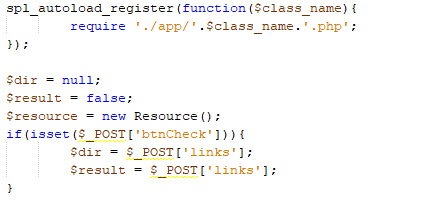 spl_autoload_register(function($class_name){
require './app/'.$class_name.'.php';
});
$dir = null;
$result = false;
$resource = new Resource();
if(isset($_POST['btnCheck'])){
$dir = $_POST['links'];
$result = $_POST['links'];
}